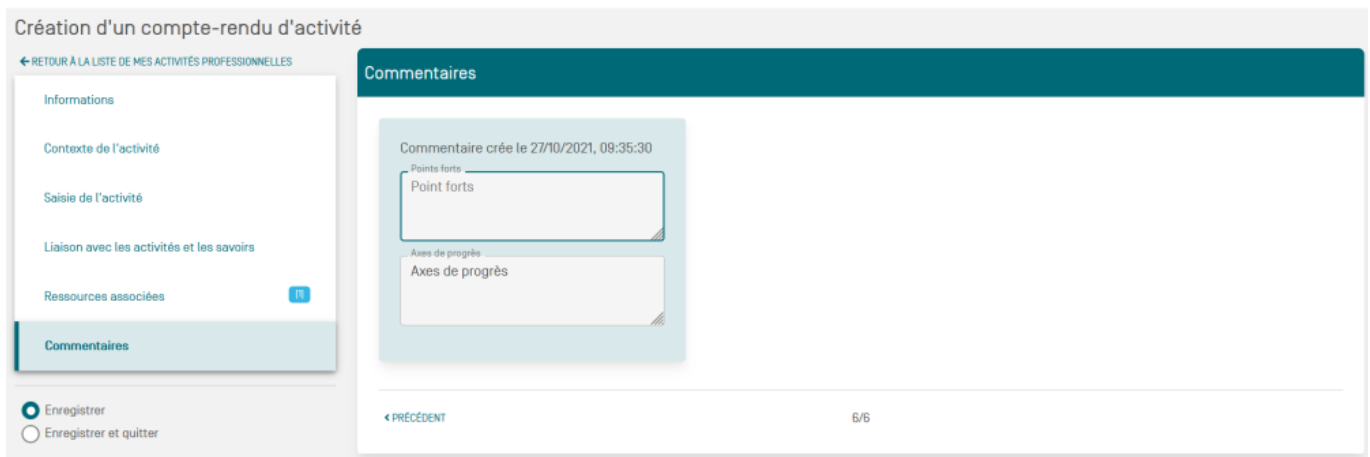 Création d'un compte-rendu d'activité
RETOUR À LA LISTE DE MES ACTIVITÉS PROFESSIONNELLES
Informations
Contexte de l'activité
Saisie de l'activité
Liaison avec les activités et les savoirs
Ressources associées
Commentaires
Enregistrer
Enregistrer et quitter
Commentaires
Commentaire crée le 27/10/2021, 09:35:30
Points forts
Point forts
Axes de progrès
Axes de progrès
PRÉCÉDENT
6/6